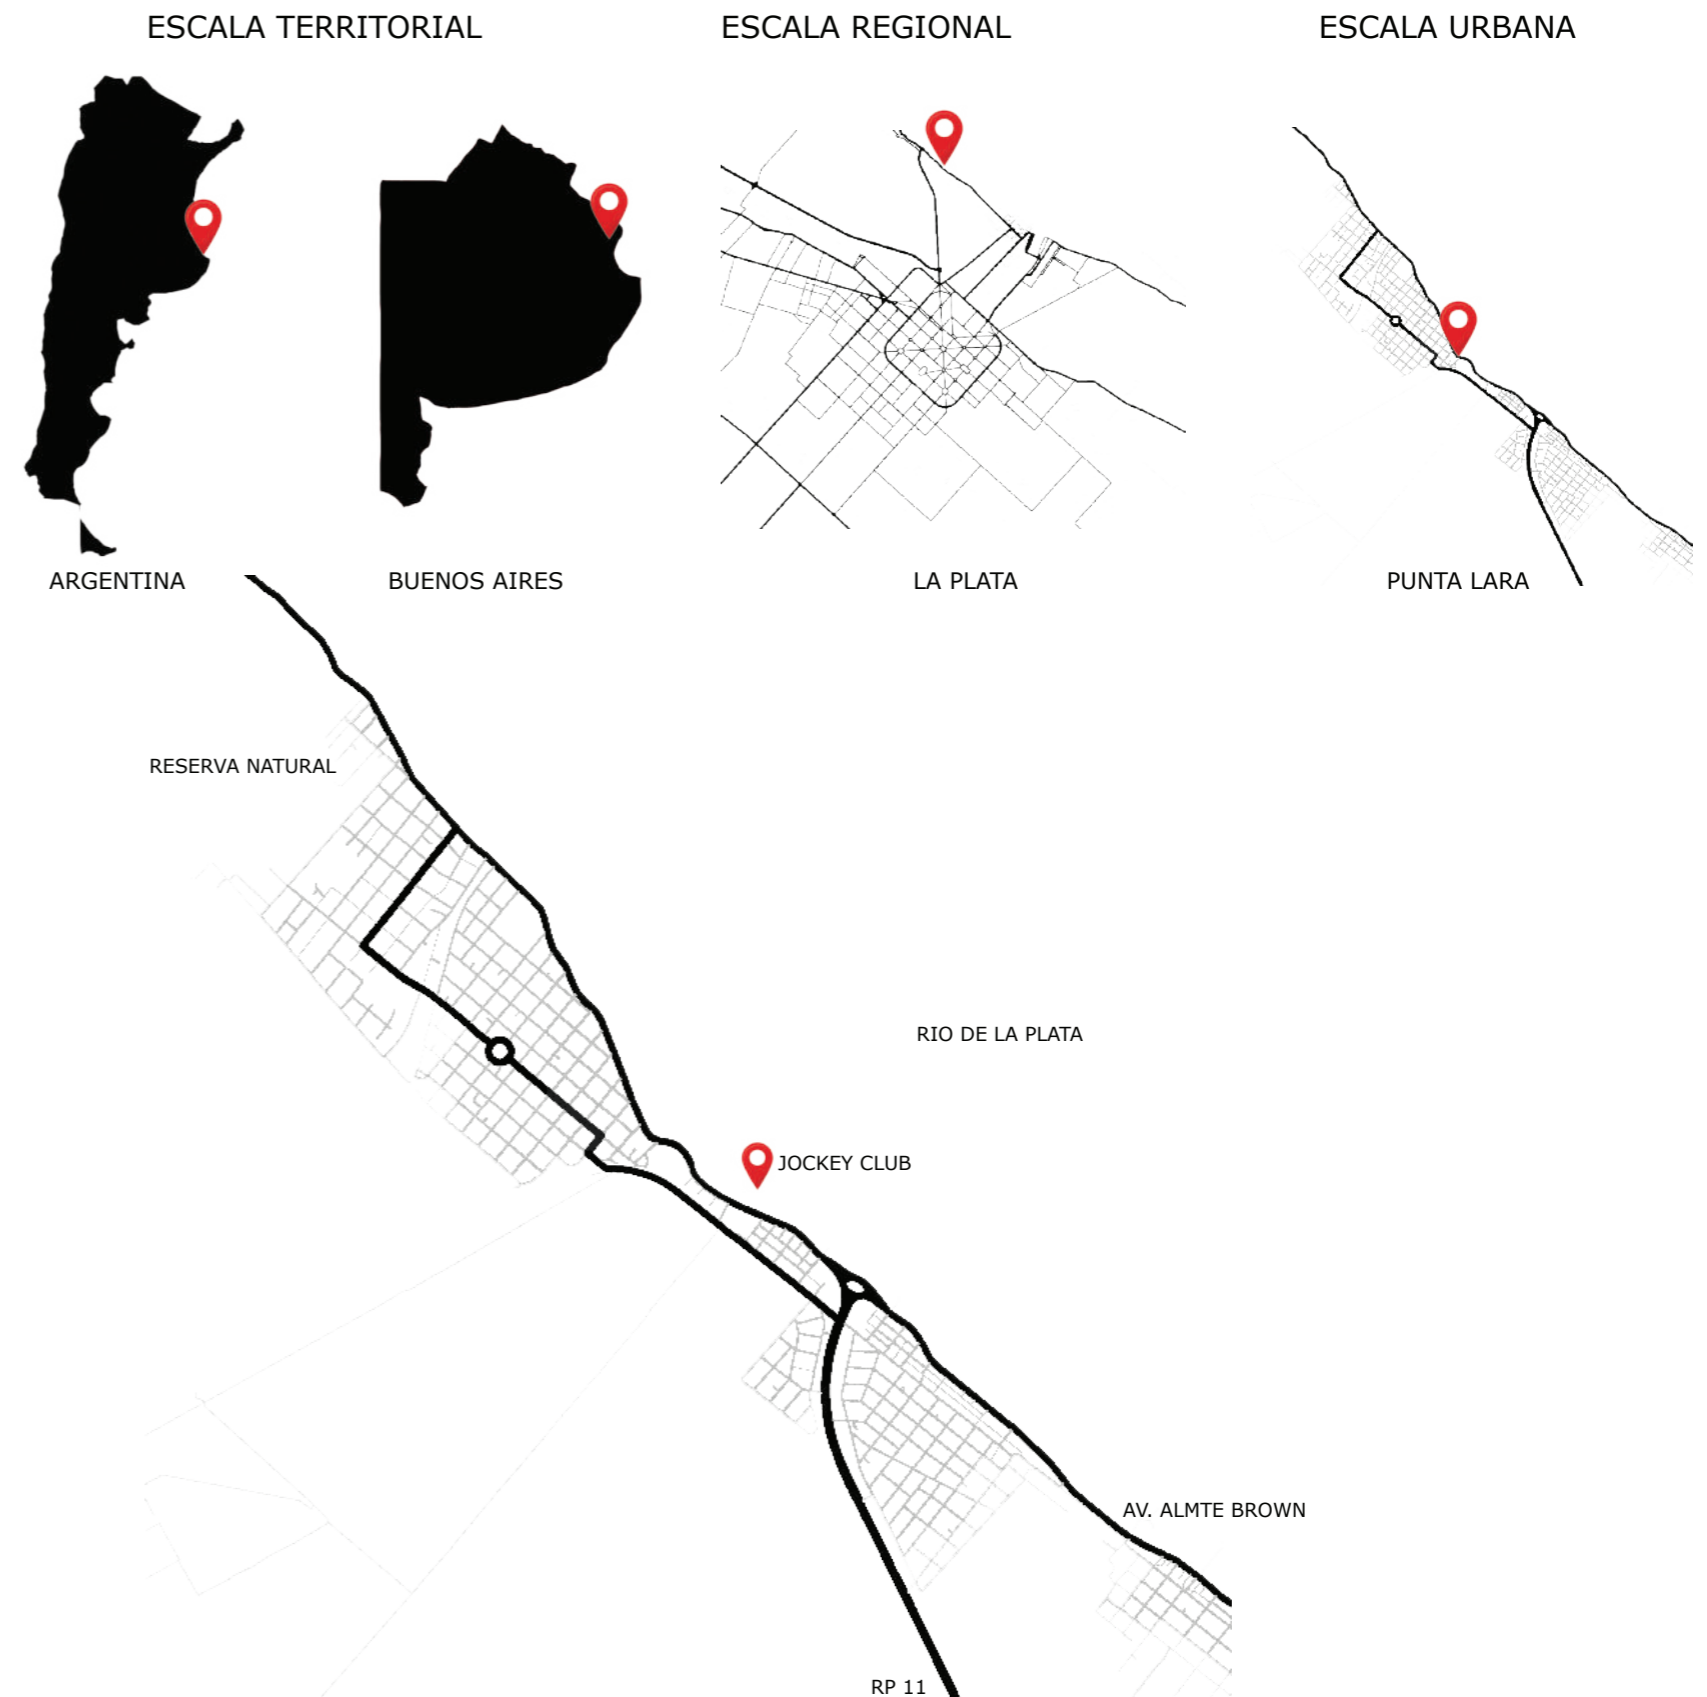 ESCALA TERRITORIAL
ESCALA REGIONAL
ESCALA URBANA
ARGENTINA
BUENOS AIRES
LA PLATA
PUNTA LARA
RESERVA NATURAL
RIO DE LA PLATA
JOCKEY CLUB
AV. ALMTE BROWN
RP 11